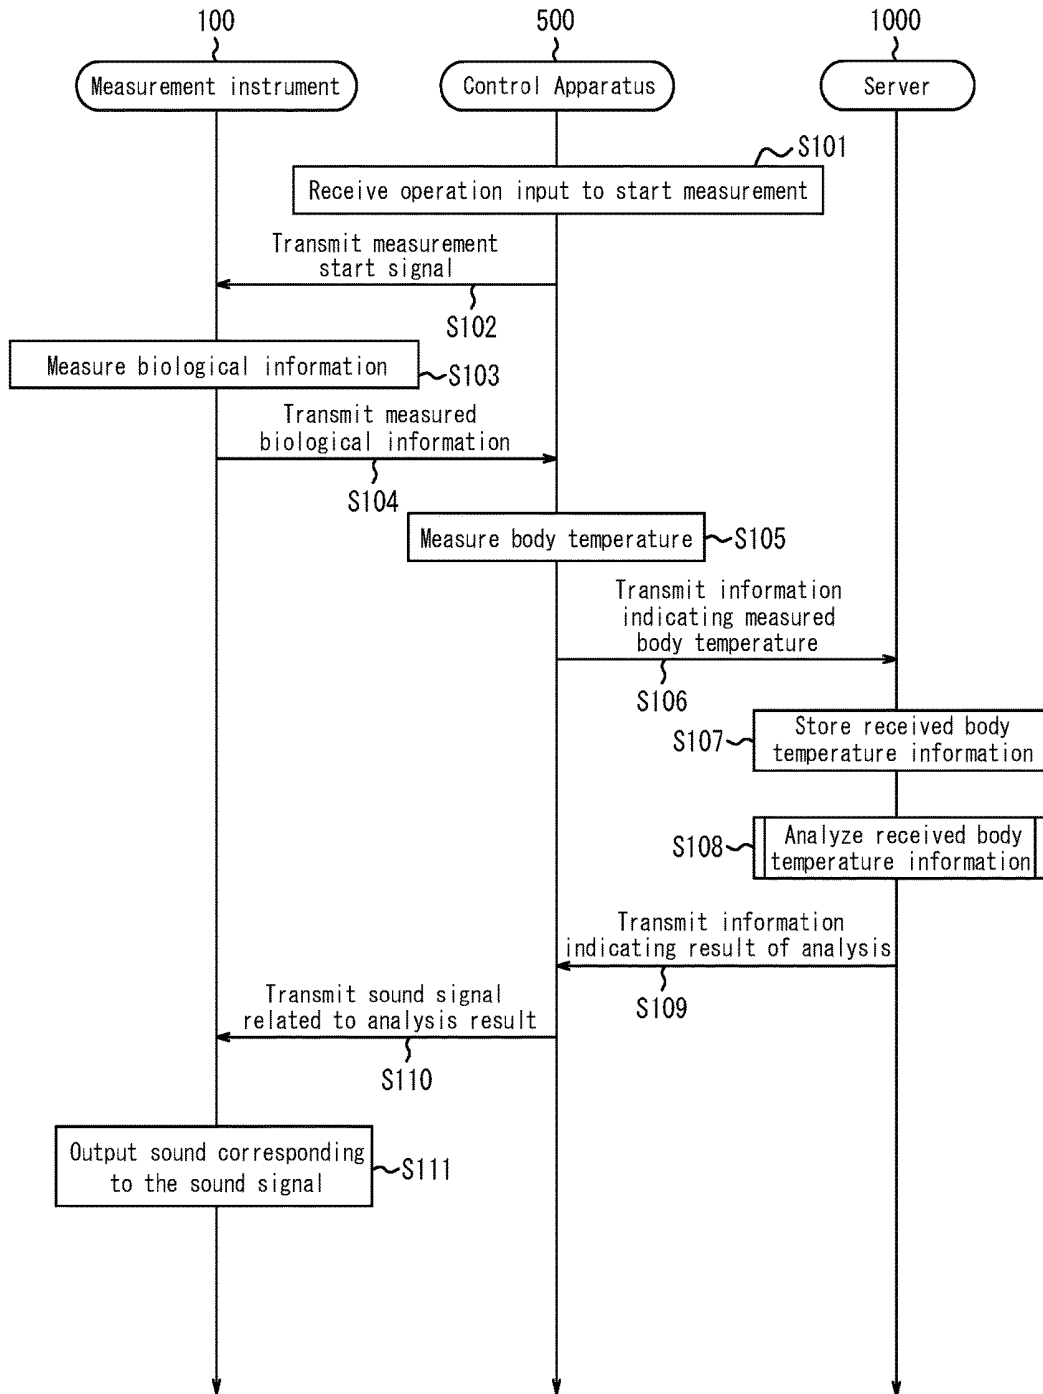 100
500
1000
Measurement instrument
Control Apparatus
Server
S101
Receive operation input to start measurement
Transmit measurement
start signal
S102
Measure biological information
S103
Transmit measured
biological information
S104
Measure body temperature
S105
Transmit information
indicating measured
body temperature
S106
Store received body
temperature information
S107
Analyze received body
temperature information
S108
Transmit information
indicating result of analysis
S109
Transmit sound signal
related to analysis result
S110
Output sound corresponding
to the sound signal
S111